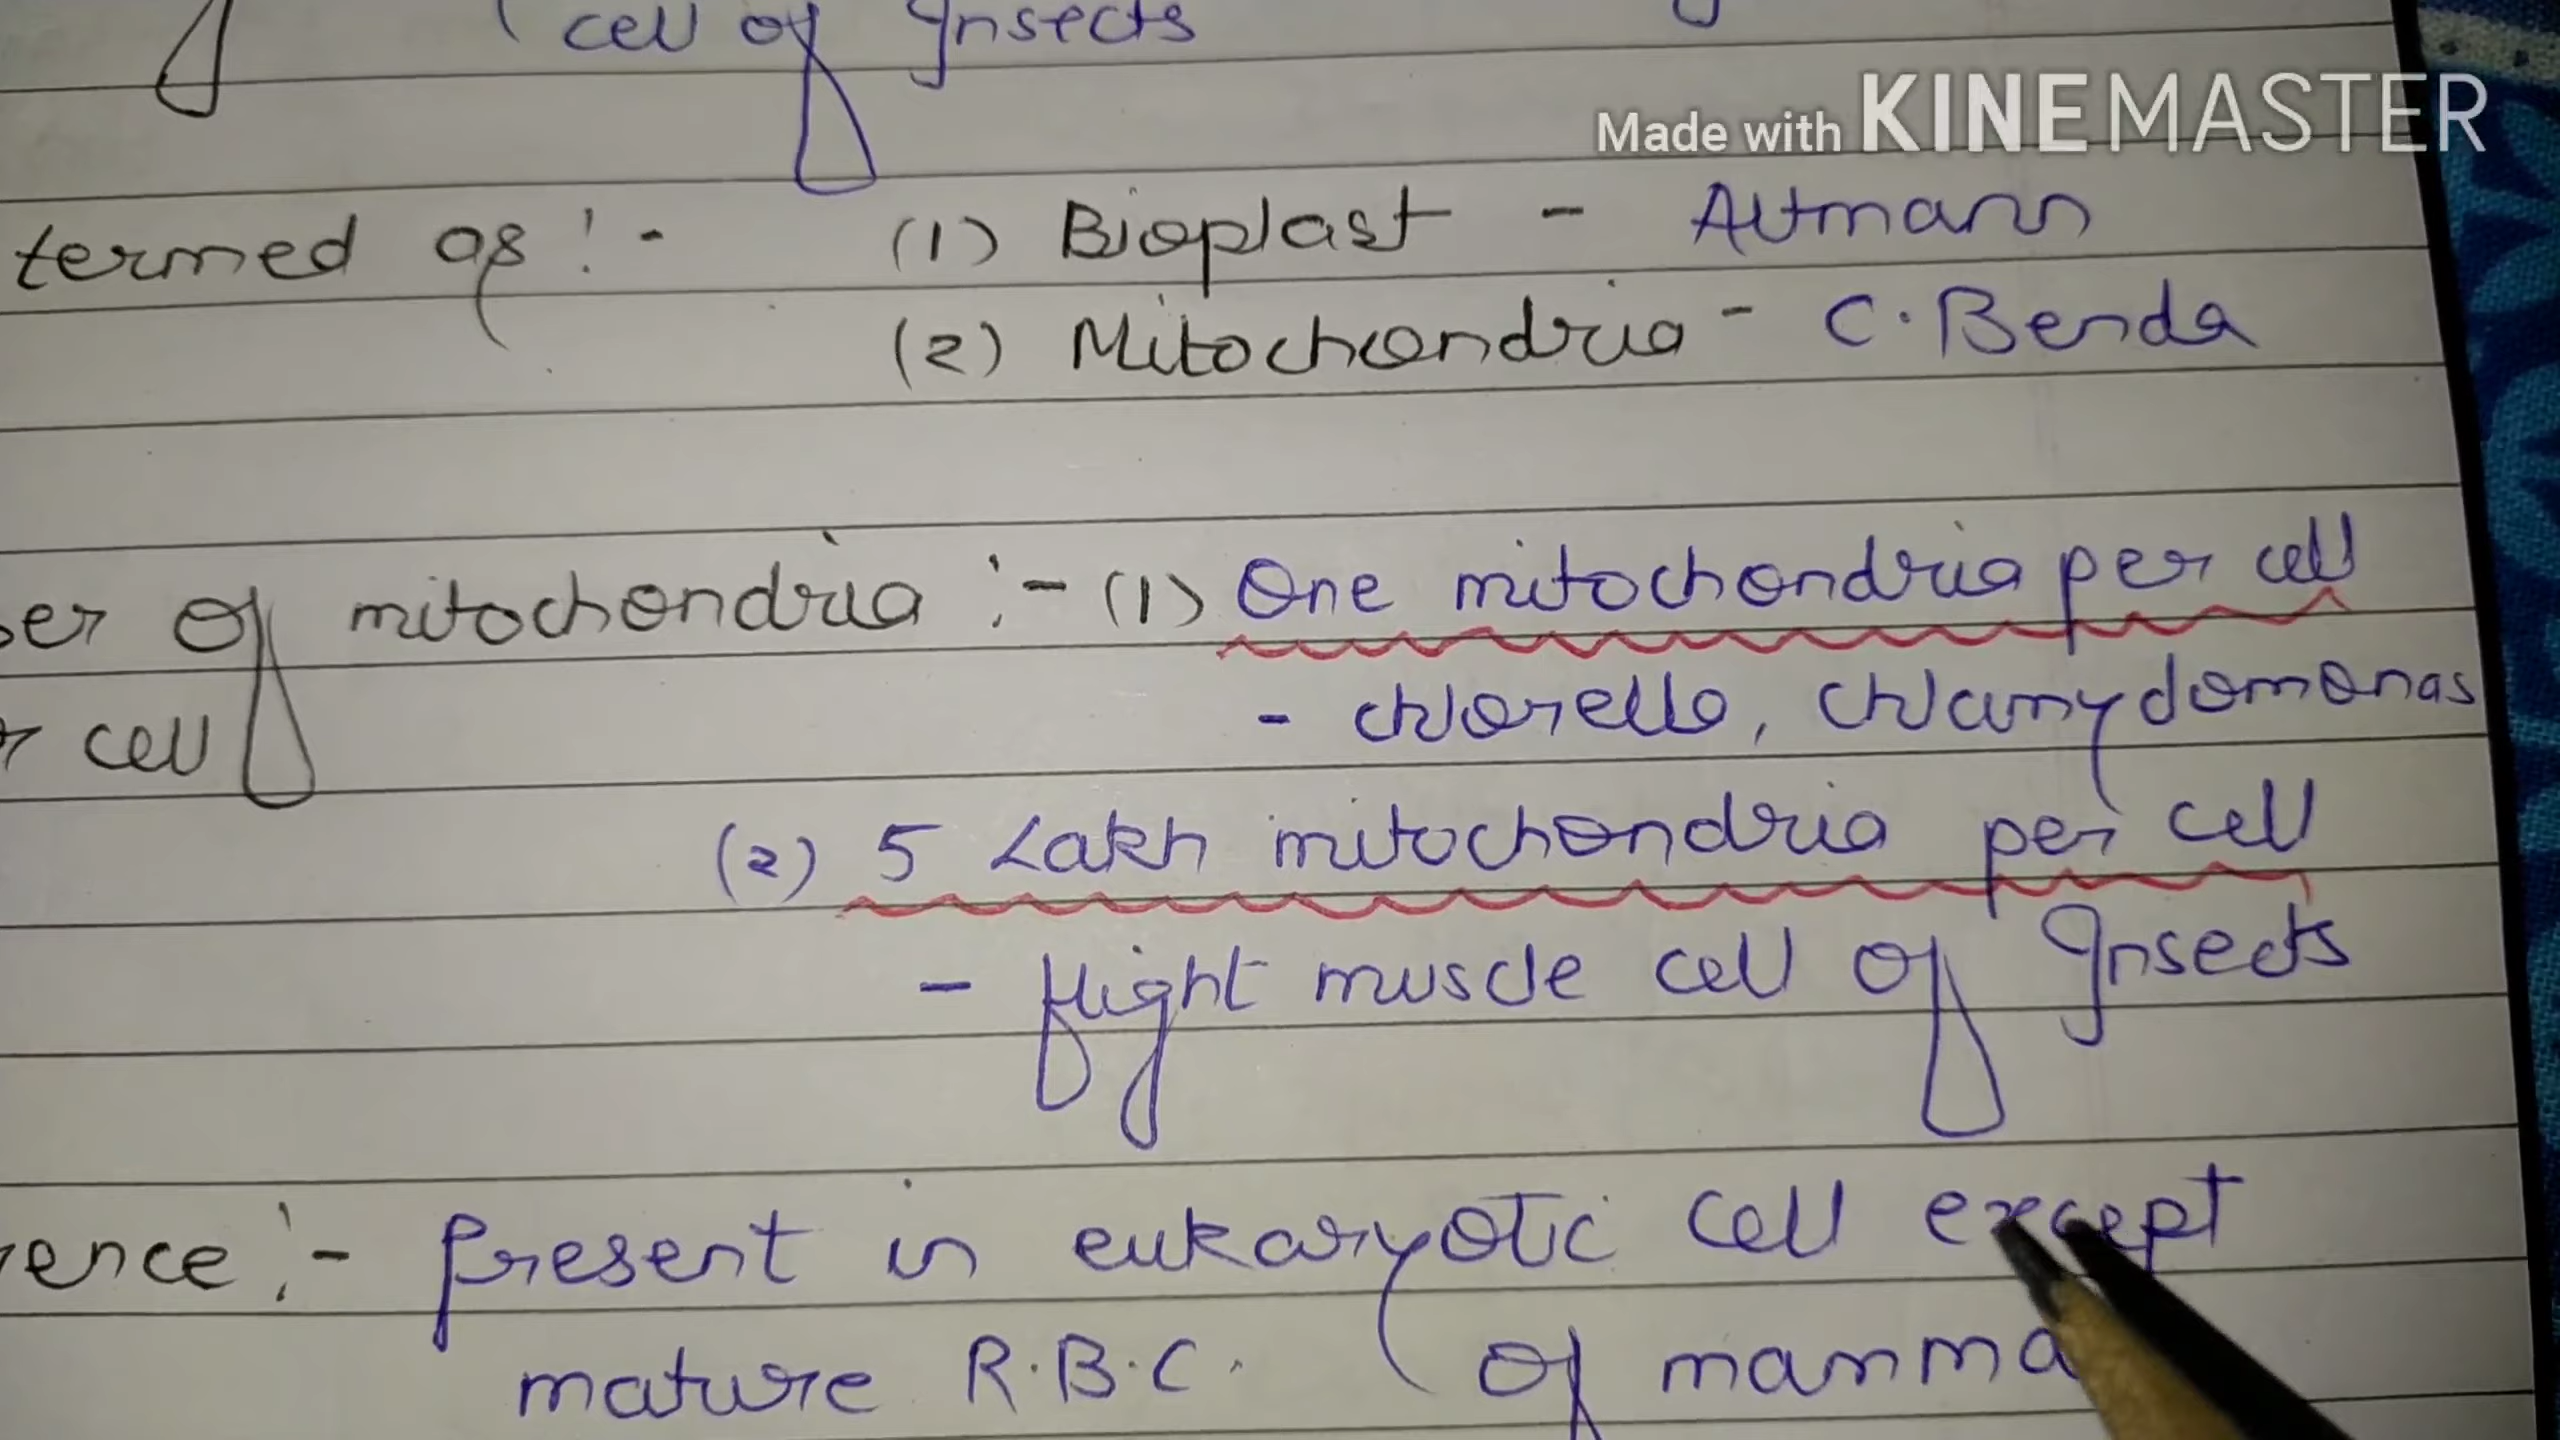 cell of Insects
Made with KINEMASTER
termed as :- (1) Bioplast - Altmann
(2) Mitochondria - C. Benda
ber of mitochondria :- (1) One mitochondria per cell
r cell - chlorella, chlamydomonas
(2) 5 Lakh mitochondria per cell
- flight muscle cell of Insects
rence :- Present in eukaryotic cell except
mature R.B.C. of mamma